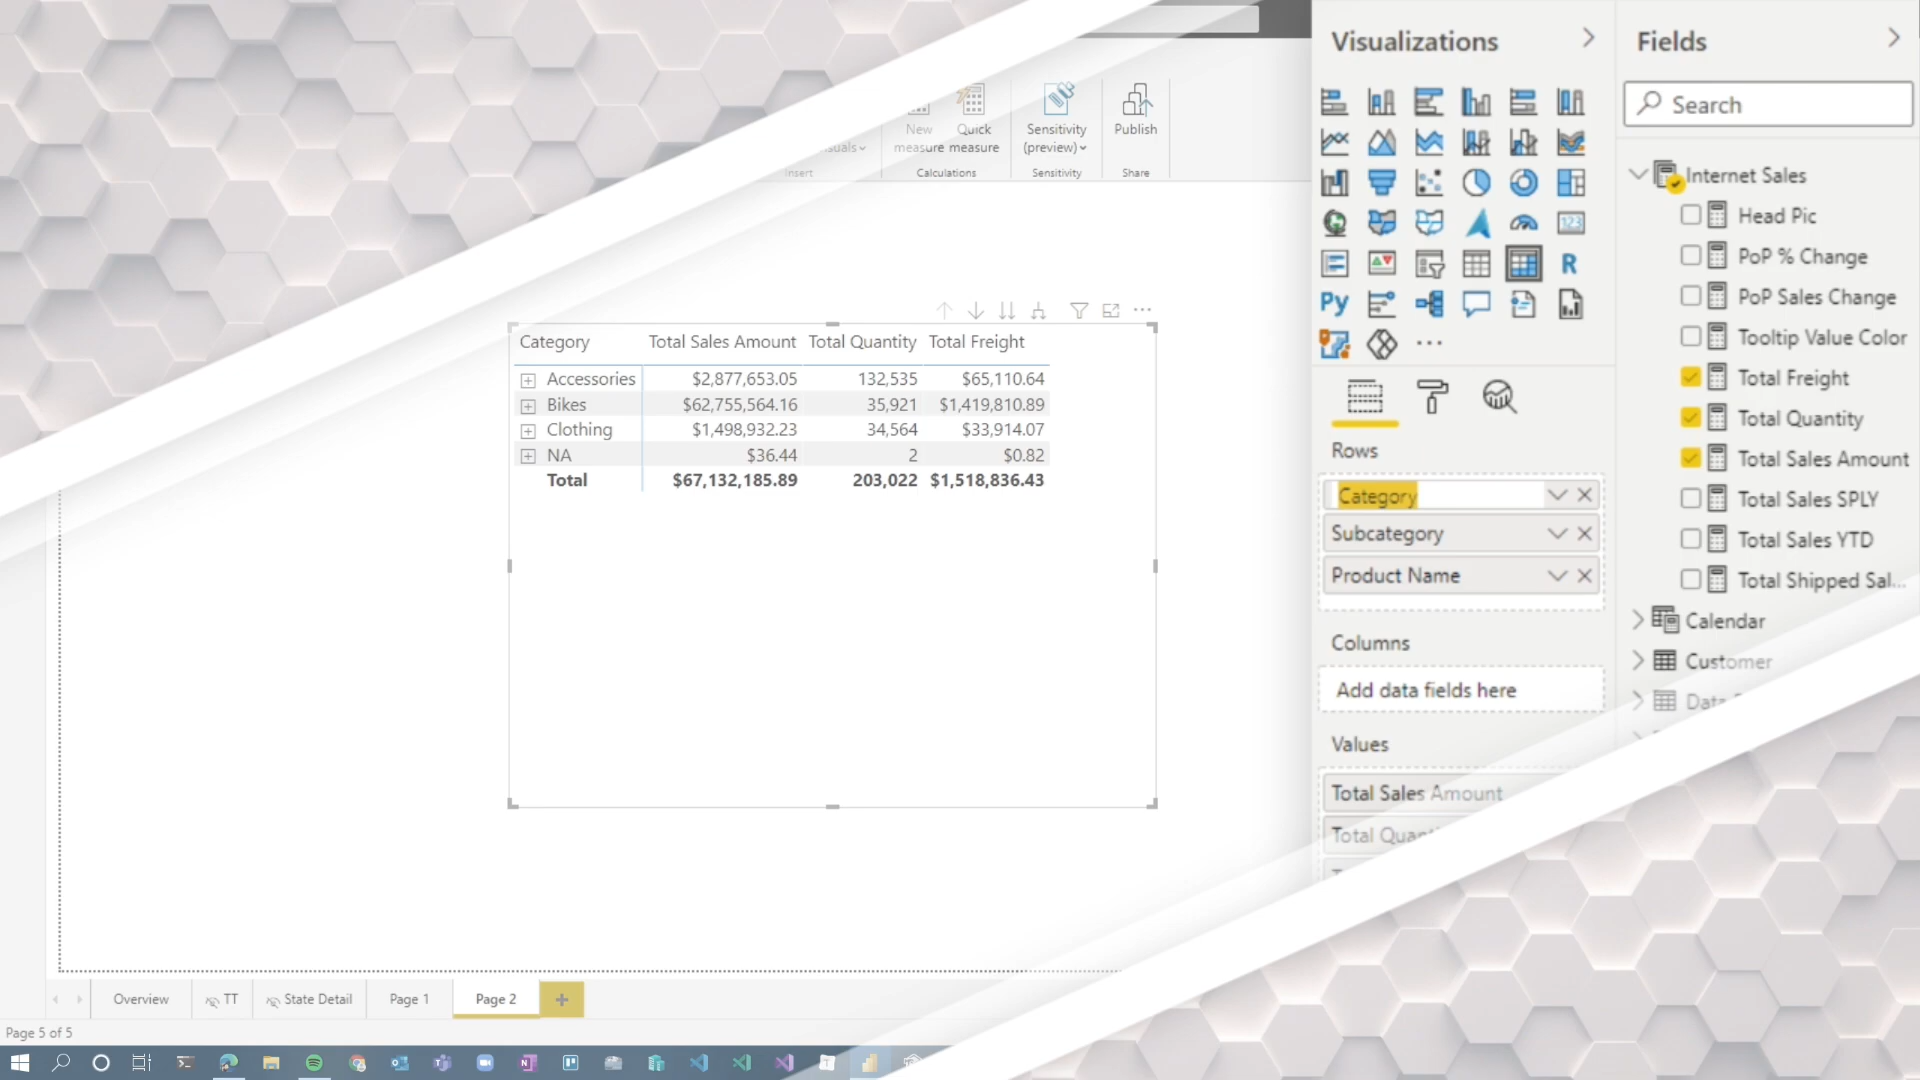 New
measure
Quick
measure
Sensitivity
(preview)
Publish
Insert
Calculations
Sensitivity
Share
Category Total Sales Amount Total Quantity Total Freight
Accessories $2,877,653.05 132,535 $65,110.64
Bikes $62,755,564.16 35,921 $1,419,810.89
Clothing $1,498,932.23 34,564 $33,914.07
NA $36.44 2 $0.82
Total $67,132,185.89 203,022 $1,518,836.43
Visualizations
123
R
Py
Rows
Category
Subcategory
Product Name
Columns
Add data fields here
Values
Total Sales Amount
Fields
Search
Internet Sales
Head Pic
PoP % Change
PoP Sales Change
Tooltip Value Color
Total Freight
Total Quantity
Total Sales Amount
Total Sales SPLY
Total Sales YTD
Total Shipped Sal...
Calendar
Customer
Overview
TT
State Detail
Page 1
Page 2
Page 5 of 5